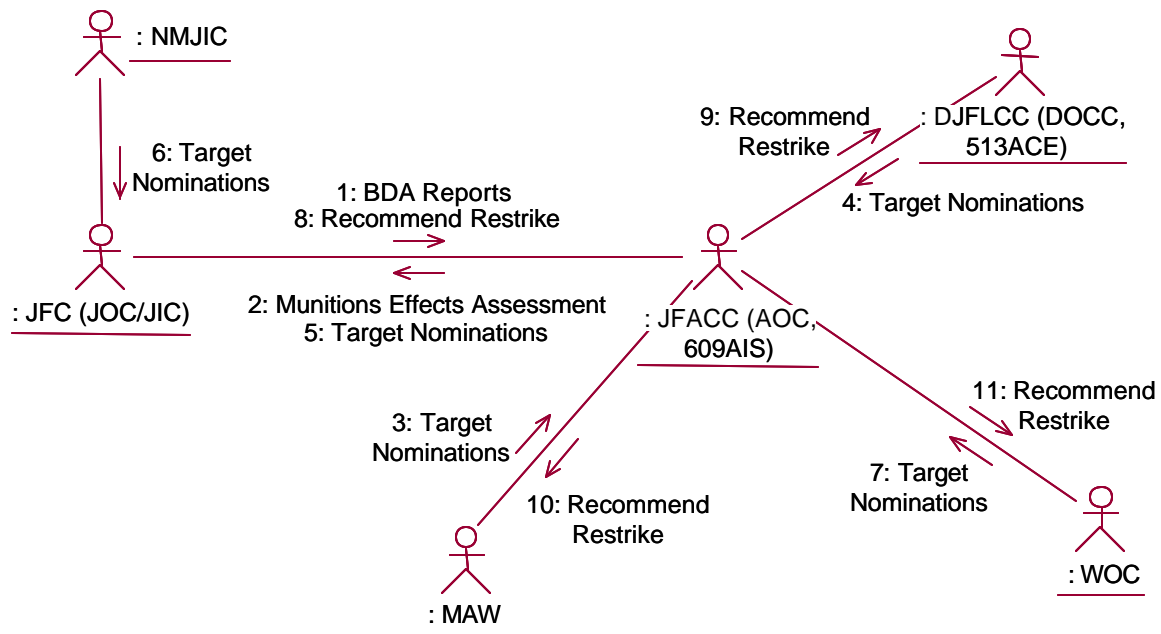 : NMJIC
6: Target
Nominations
1: BDA Reports
8: Recommend Restrike
9: Recommend
Restrike
: DJFLCC (DOCC,
513ACE)
4: Target Nominations
: JFC (JOC/JIC)
2: Munitions Effects Assessment
5: Target Nominations
: JFACC (AOC,
609AIS)
3: Target
Nominations
10: Recommend
Restrike
11: Recommend
Restrike
7: Target
Nominations
: MAW
: WOC